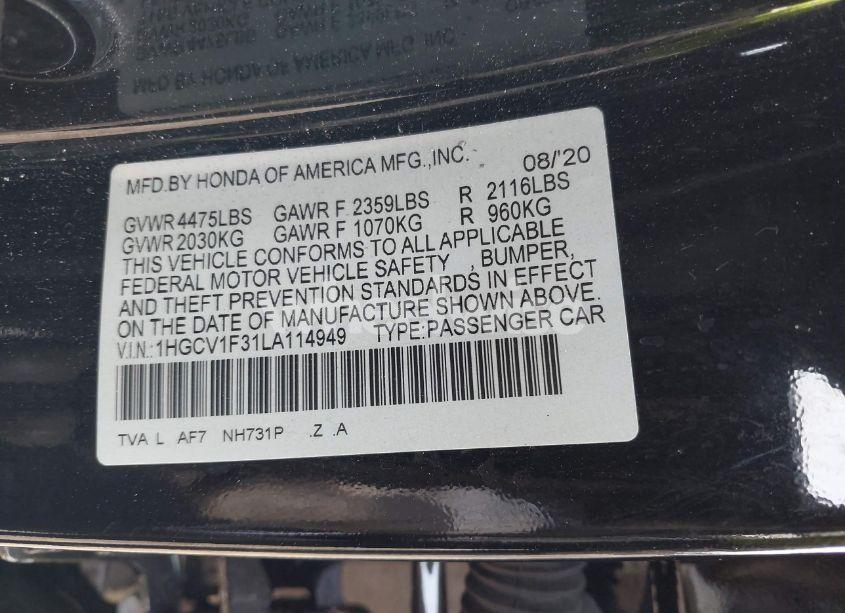 MFD.BY HONDA OF AMERICA MFG.,INC. 08/'20
GVWR 4475LBS GAWR F 2359LBS R 2116LBS
GVWR 2030KG GAWR F 1070KG R 960KG
THIS VEHICLE CONFORMS TO ALL APPLICABLE
FEDERAL MOTOR VEHICLE SAFETY , BUMPER,
AND THEFT PREVENTION STANDARDS IN EFFECT
ON THE DATE OF MANUFACTURE SHOWN ABOVE.
V.I.N.:1HGCV1F31LA114949 TYPE:PASSENGER CAR
TVA L AF7 NH731P .Z .A